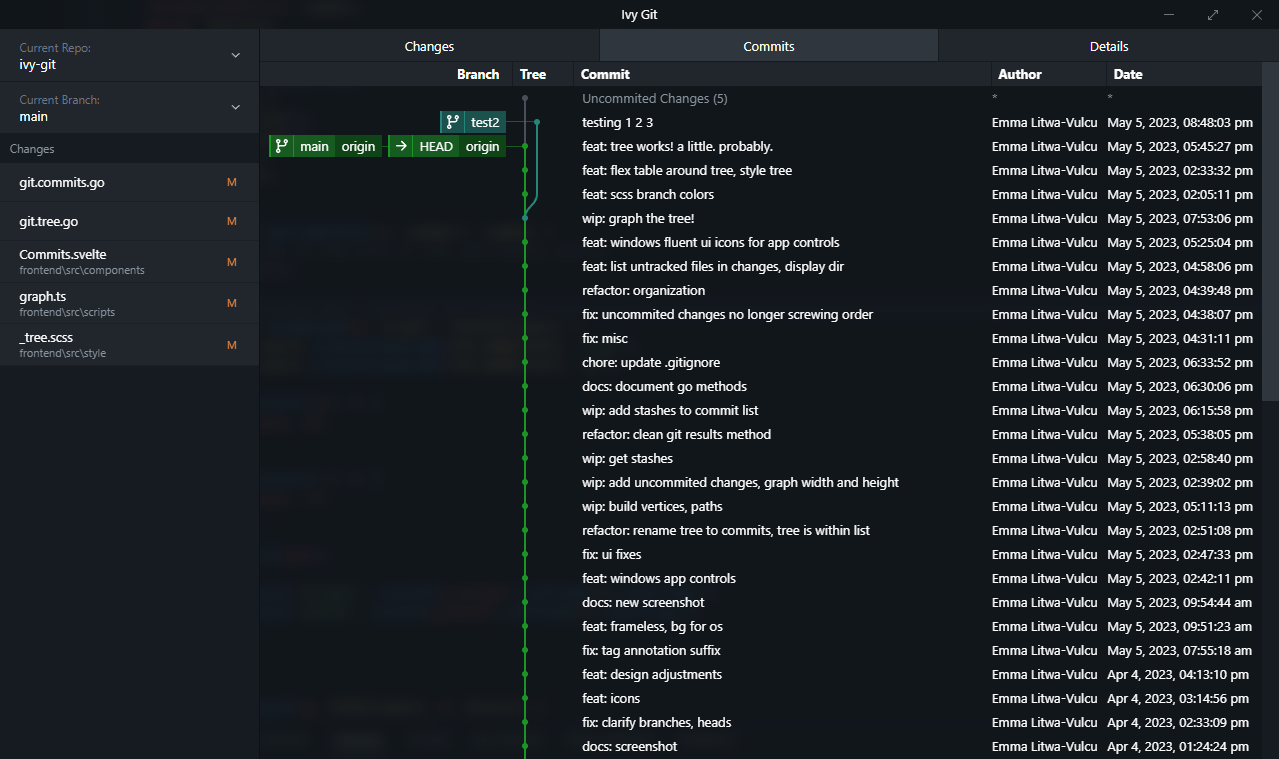 Ivy Git
Current Repo:
ivy-git
Current Branch:
main
Changes
git.commits.go M
git.tree.go M
Commits.svelte M
frontend\src\components
graph.ts M
frontend\src\scripts
_tree.scss M
frontend\src\style
Changes Commits Details
Branch Tree Commit Author Date
Uncommited Changes (5) * *
test2 testing 1 2 3 Emma Litwa-Vulcu May 5, 2023, 08:48:03 pm
main origin HEAD origin feat: tree works! a little. probably. Emma Litwa-Vulcu May 5, 2023, 05:45:27 pm
feat: flex table around tree, style tree Emma Litwa-Vulcu May 5, 2023, 02:33:32 pm
feat: scss branch colors Emma Litwa-Vulcu May 5, 2023, 02:05:11 pm
wip: graph the tree! Emma Litwa-Vulcu May 5, 2023, 07:53:06 pm
feat: windows fluent ui icons for app controls Emma Litwa-Vulcu May 5, 2023, 05:25:04 pm
feat: list untracked files in changes, display dir Emma Litwa-Vulcu May 5, 2023, 04:58:06 pm
refactor: organization Emma Litwa-Vulcu May 5, 2023, 04:39:48 pm
fix: uncommited changes no longer screwing order Emma Litwa-Vulcu May 5, 2023, 04:38:07 pm
fix: misc Emma Litwa-Vulcu May 5, 2023, 04:31:11 pm
chore: update .gitignore Emma Litwa-Vulcu May 5, 2023, 06:33:52 pm
docs: document go methods Emma Litwa-Vulcu May 5, 2023, 06:30:06 pm
wip: add stashes to commit list Emma Litwa-Vulcu May 5, 2023, 06:15:58 pm
refactor: clean git results method Emma Litwa-Vulcu May 5, 2023, 05:38:05 pm
wip: get stashes Emma Litwa-Vulcu May 5, 2023, 02:58:40 pm
wip: add uncommited changes, graph width and height Emma Litwa-Vulcu May 5, 2023, 02:39:02 pm
wip: build vertices, paths Emma Litwa-Vulcu May 5, 2023, 05:11:13 pm
refactor: rename tree to commits, tree is within list Emma Litwa-Vulcu May 5, 2023, 02:51:08 pm
fix: ui fixes Emma Litwa-Vulcu May 5, 2023, 02:47:33 pm
feat: windows app controls Emma Litwa-Vulcu May 5, 2023, 02:42:11 pm
docs: new screenshot Emma Litwa-Vulcu May 5, 2023, 09:54:44 am
feat: frameless, bg for os Emma Litwa-Vulcu May 5, 2023, 09:51:23 am
fix: tag annotation suffix Emma Litwa-Vulcu May 5, 2023, 07:55:18 am
feat: design adjustments Emma Litwa-Vulcu Apr 4, 2023, 04:13:10 pm
feat: icons Emma Litwa-Vulcu Apr 4, 2023, 03:14:56 pm
fix: clarify branches, heads Emma Litwa-Vulcu Apr 4, 2023, 02:33:09 pm
docs: screenshot Emma Litwa-Vulcu Apr 4, 2023, 01:24:24 pm